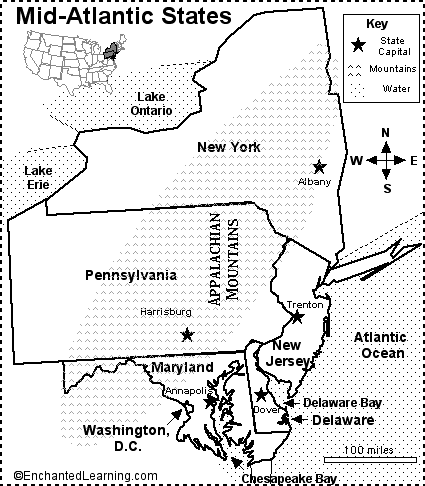 Mid-Atlantic States
Key
State
Capital
Mountains
Water
Lake
Ontario
New York
N
W E
S
Lake
Erie
Albany
APPALACHIAN
MOUNTAINS
Pennsylvania
Harrisburg
Trenton
New
Jersey
Atlantic
Ocean
Maryland
Annapolis
Dover
Delaware Bay
Delaware
Washington,
D.C.
100 miles
©EnchantedLearning.com
Chesapeake Bay